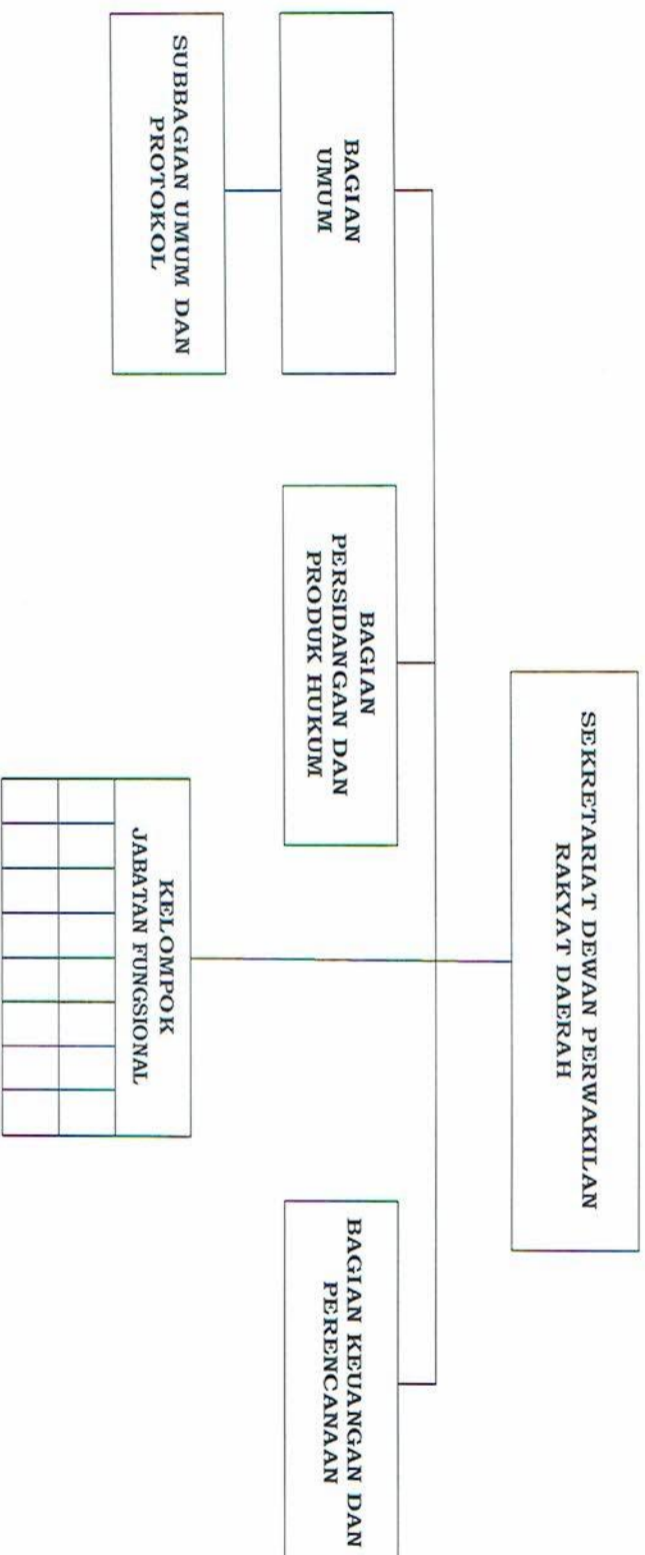 SEKRETARIAT DEWAN PERWAKILAN
RAKYAT DAERAH
BAGIAN
UMUM
BAGIAN
PERSIDANGAN DAN
PRODUK HUKUM
BAGIAN KEUANGAN DAN
PERENCANAAN
SUBBAGIAN UMUM DAN
PROTOKOL
KELOMPOK
JABATAN FUNGSIONAL